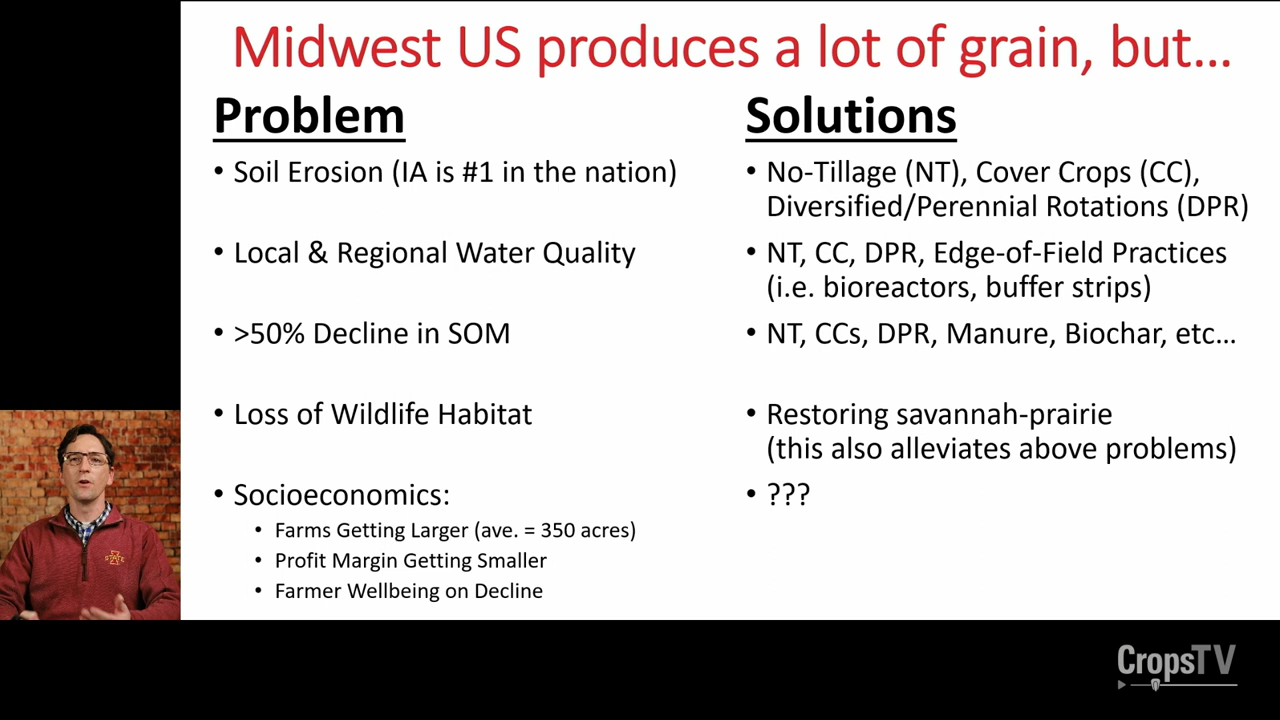 Midwest US produces a lot of grain, but...
Problem
• Soil Erosion (IA is #1 in the nation)
• Local & Regional Water Quality
• >50% Decline in SOM
• Loss of Wildlife Habitat
• Socioeconomics:
• Farms Getting Larger (ave. = 350 acres)
• Profit Margin Getting Smaller
• Farmer Wellbeing on Decline
Solutions
• No-Tillage (NT), Cover Crops (CC),
Diversified/Perennial Rotations (DPR)
• NT, CC, DPR, Edge-of-Field Practices
(i.e. bioreactors, buffer strips)
• NT, CCs, DPR, Manure, Biochar, etc...
• Restoring savannah-prairie
(this also alleviates above problems)
• ???
STATE
CropsTV